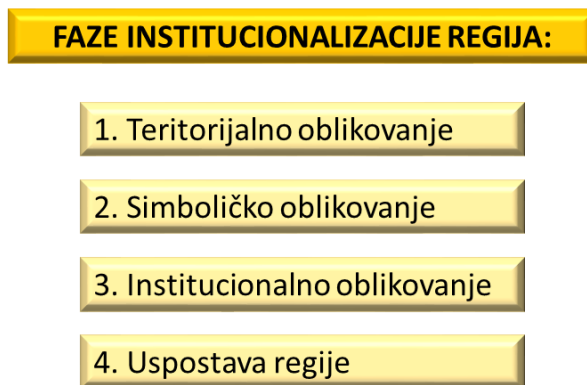 FAZE INSTITUCIONALIZACIJE REGIJA:
1. Teritorijalno oblikovanje
2. Simboličko oblikovanje
3. Institucionalno oblikovanje
4. Uspostava regije